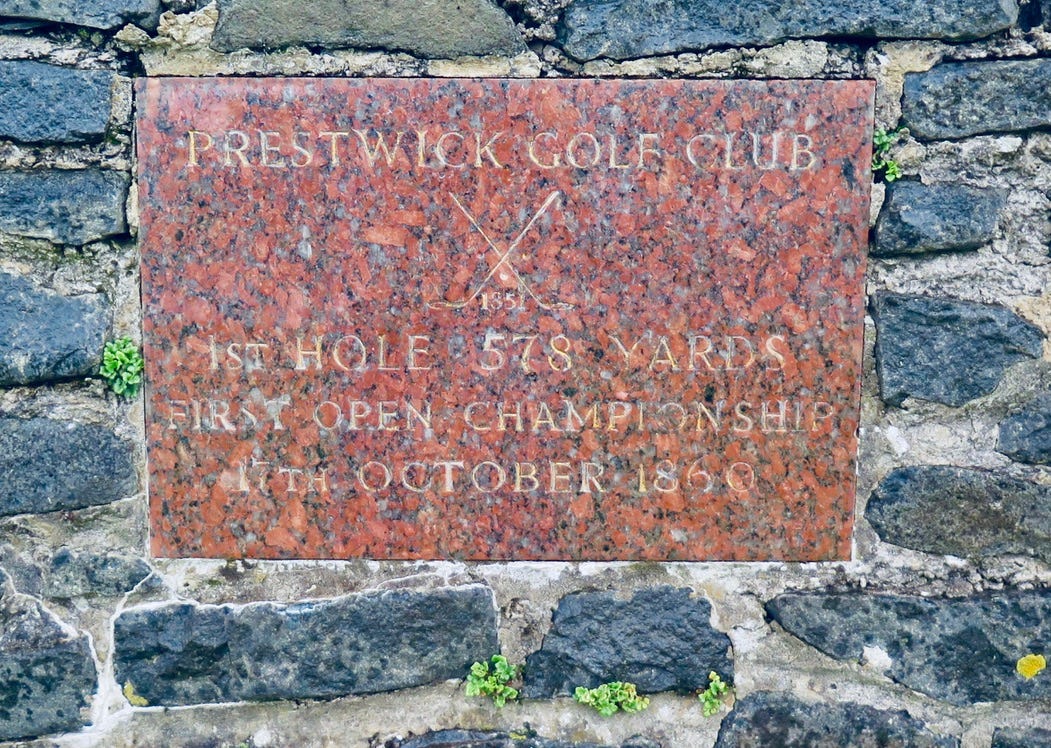 PRESTWICK GOLF CLUB
1851
1ST HOLE 578 YARDS
FIRST OPEN CHAMPIONSHIP
17TH OCTOBER 1860